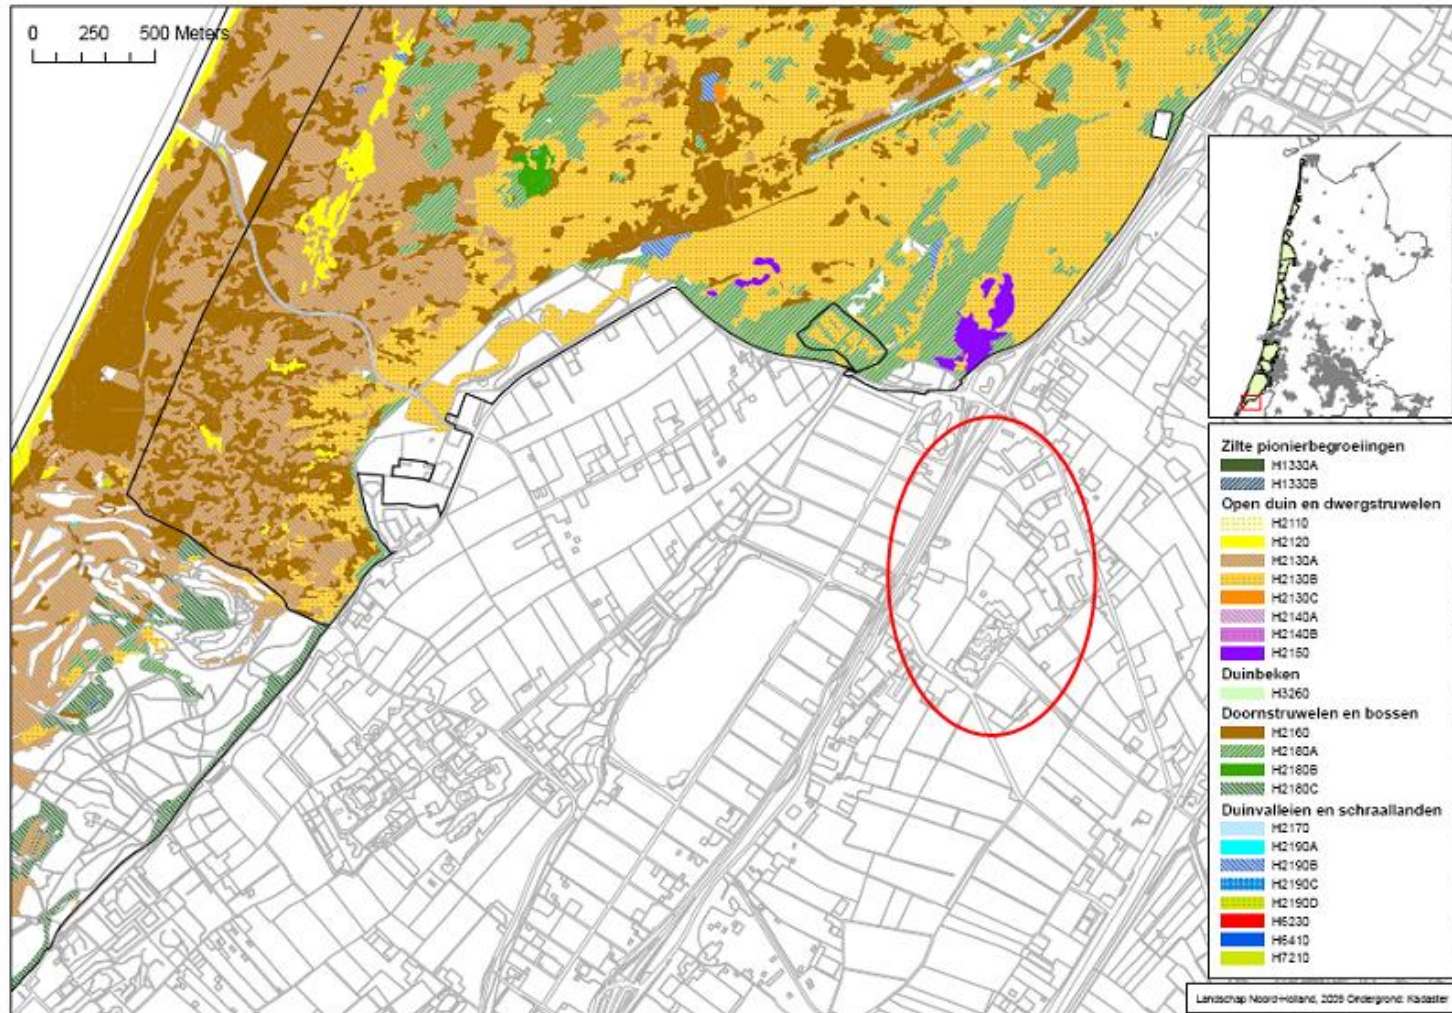 0 250 500 Meters
Zilte pionierbegroeiingen
H1330A
H1330B
Open duin en dwergstruwelen
H2110
H2120
H2130A
H2130B
H2130C
H2140A
H2140B
H2150
Duinbeken
H3260
Doornstruwelen en bossen
H2160
H2180A
H2180B
H2180C
Duinvalleien en schraallanden
H2170
H2190A
H2190B
H2190C
H2190D
H6230
H6410
H7210
Landschap Noord-Holland, Ondergrond: Kadaster